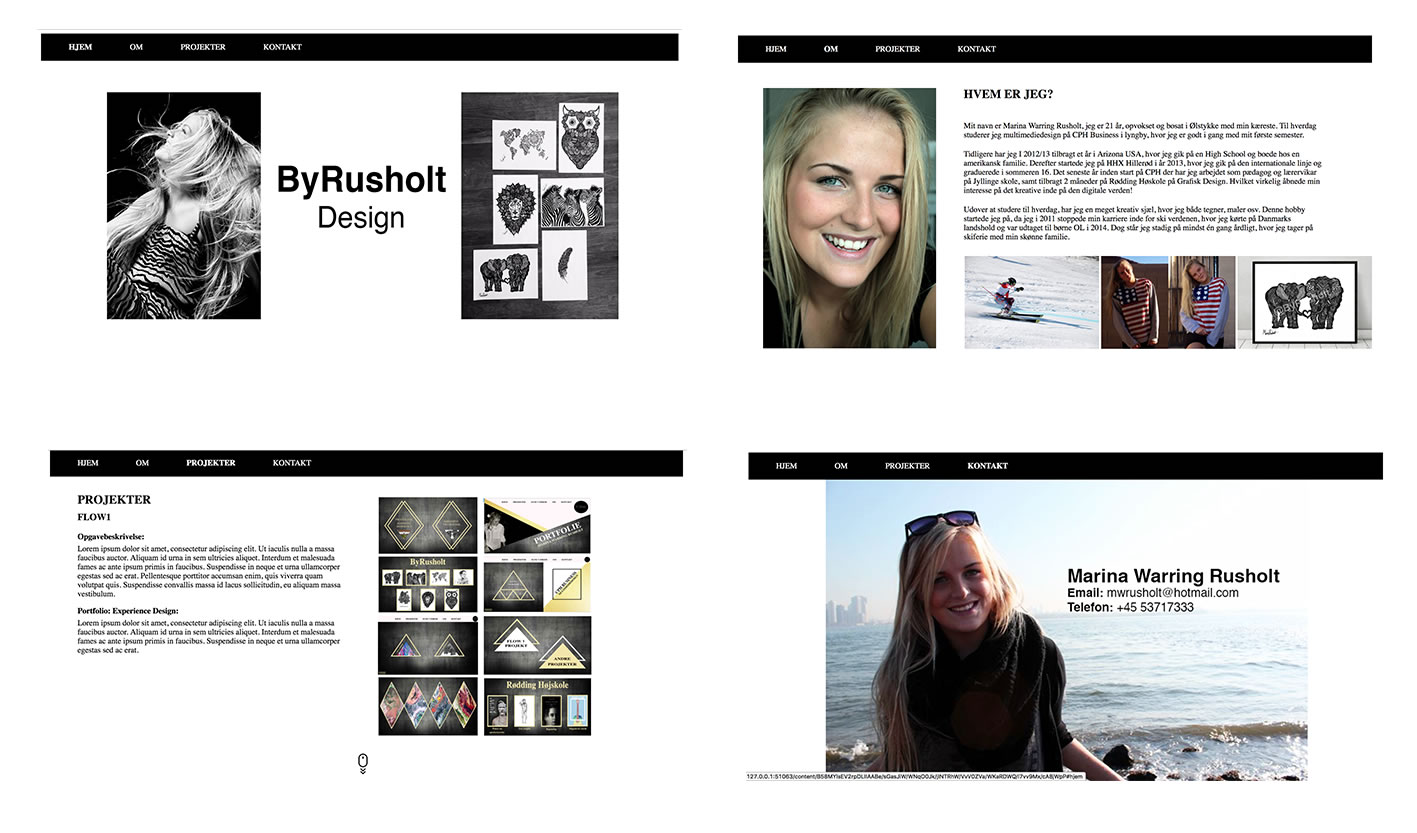 HJEM OM PROJEKTER KONTAKT
ByRusholt
Design
HJEM OM PROJEKTER KONTAKT
HVEM ER JEG?
Mit navn er Marina Warring Rusholt, jeg er 21 år, opvokset og bosat i Ølstykke med min kæreste. Til hverdag
studerer jeg multimediedesign på CPH Business i lyngby, hvor jeg er godt i gang med mit første semester.
Tidligere har jeg I 2012/13 tilbragt et år i Arizona USA, hvor jeg gik på en High School og boede hos en
amerikansk familie. Derefter startede jeg på HHX Hillerød i år 2013, hvor jeg gik på den internationale linje og
graduerede i sommeren 16. Det seneste år inden start på CPH der har jeg arbejdet som pædagog og lærervikar
på Jyllinge skole, samt tilbragt 2 måneder på Rødding Høskole på Grafisk Design. Hvilket virkelig åbnede min
interesse på det kreative inde på den digitale verden!
Udover at studere til hverdag, har jeg en meget kreativ sjæl, hvor jeg både tegner, maler osv. Denne hobby
startede jeg på, da jeg i 2011 stoppede min karriere inde for ski verdenen, hvor jeg kørte på Danmarks
landshold og var udtaget til børne OL i 2014. Dog står jeg stadig på mindst én gang årdligt, hvor jeg tager på
skiferie med min skønne familie.
HJEM OM PROJEKTER KONTAKT
PROJEKTER
FLOW1
Opgavebeskrivelse:
Lorem ipsum dolor sit amet, consectetur adipiscing elit. Ut iaculis nulla a massa
faucibus auctor. Aliquam id urna in sem ultricies aliquet. Interdum et malesuada
fames ac ante ipsum primis in faucibus. Suspendisse in neque et urna ullamcorper
egestas sed ac erat. Pellentesque porttitor accumsan enim, quis viverra quam
volutpat quis. Suspendisse convallis massa id lacus sollicitudin, eu aliquam massa
vestibulum.
Portfolio: Experience Design:
Lorem ipsum dolor sit amet, consectetur adipiscing elit. Ut iaculis nulla a massa
faucibus auctor. Aliquam id urna in sem ultricies aliquet. Interdum et malesuada
fames ac ante ipsum primis in faucibus. Suspendisse in neque et urna ullamcorper
egestas sed ac erat.
PORTFOLIE
ByRusholt
CPH BUSINESS
FLOW 1
PROJEKT
ANDRE
PROJEKTER
Rødding Højskole
HJEM OM PROJEKTER KONTAKT
Marina Warring Rusholt
Email: mwrusholt@hotmail.com
Telefon: +45 53717333